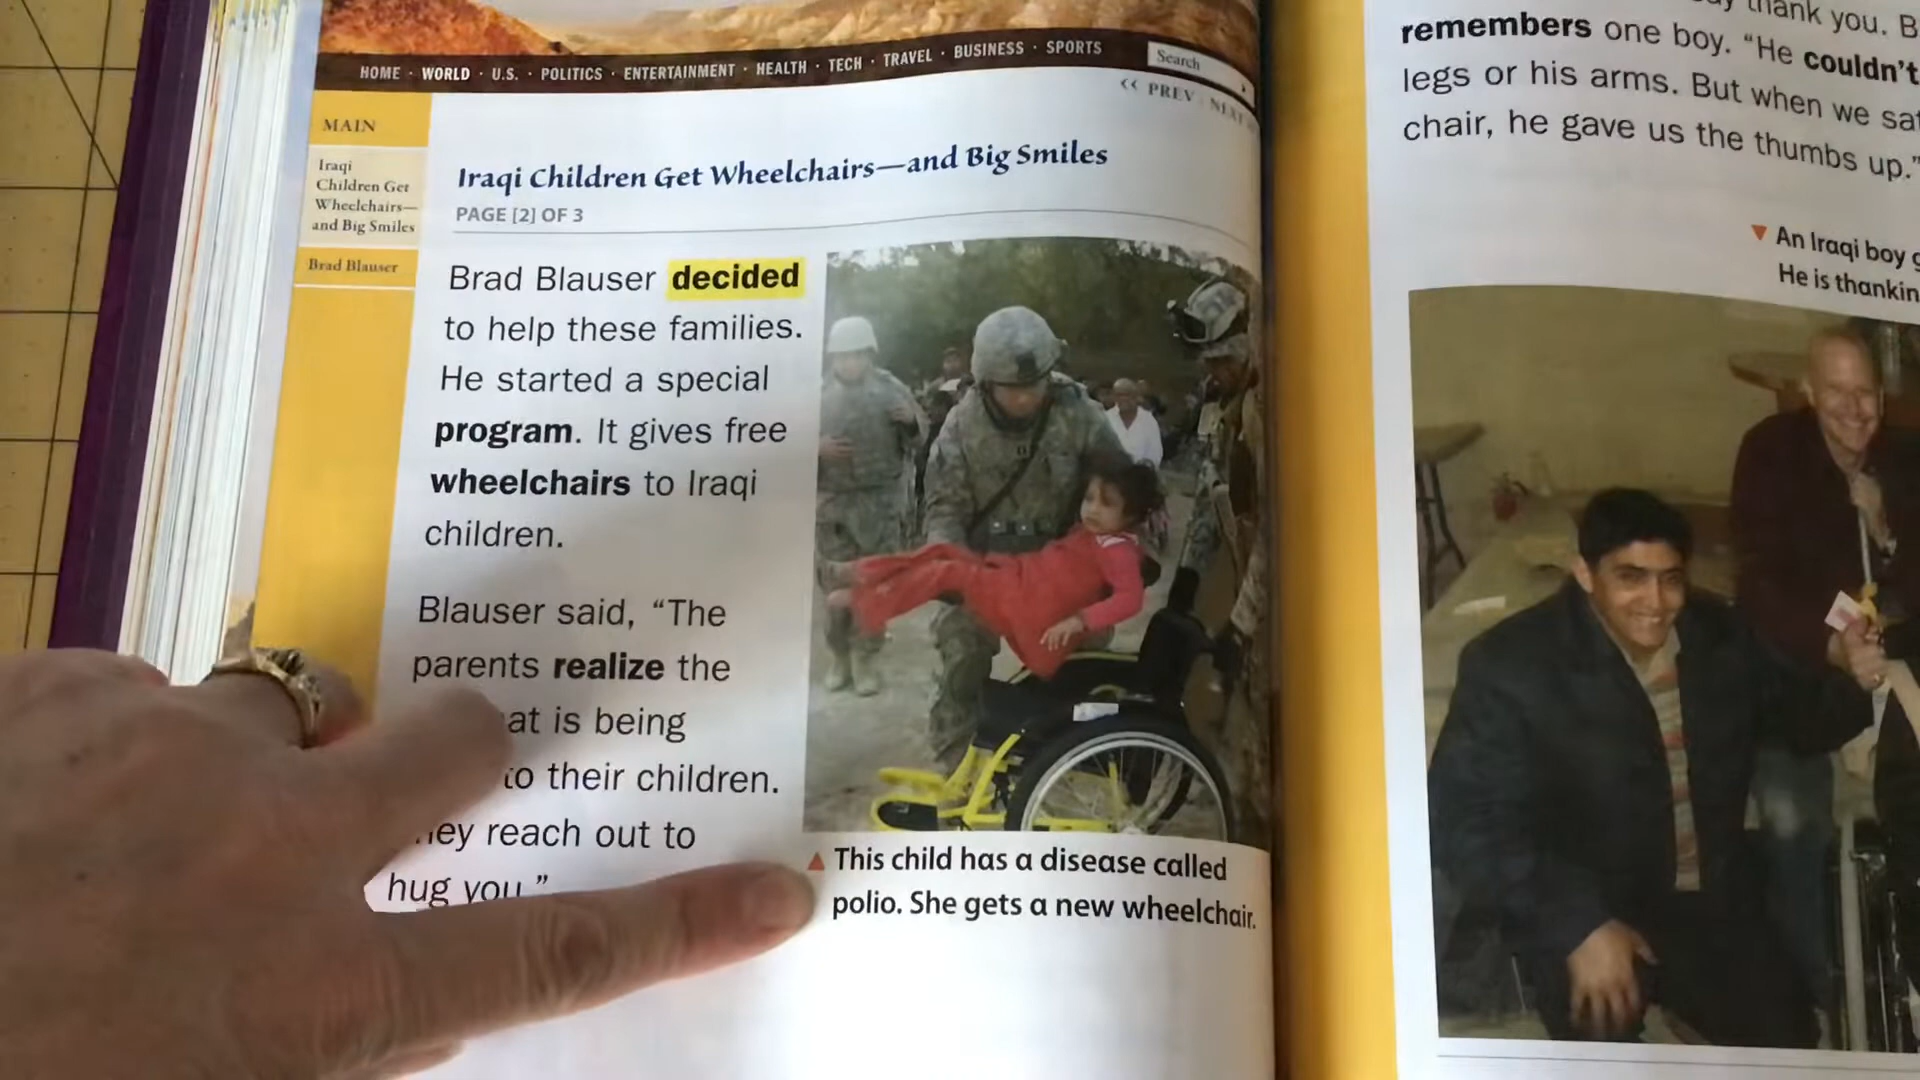 HOME · WORLD · U.S. · POLITICS · ENTERTAINMENT · HEALTH · TECH · TRAVEL · BUSINESS · SPORTS
Search
<< PREV NEXT
MAIN
Iraqi
Children Get
Wheelchairs—
and Big Smiles
Brad Blauser
Iraqi Children Get Wheelchairs—and Big Smiles
PAGE [2] OF 3
Brad Blauser decided
to help these families.
He started a special
program. It gives free
wheelchairs to Iraqi
children.
Blauser said, “The
parents realize the
is being
to their children.
reach out to
hug you.”
▲ This child has a disease called
polio. She gets a new wheelchair.
thank you.
remembers one boy. “He couldn't
legs or his arms. But when we
chair, he gave us the thumbs up.”
▼ An Iraqi boy
He is